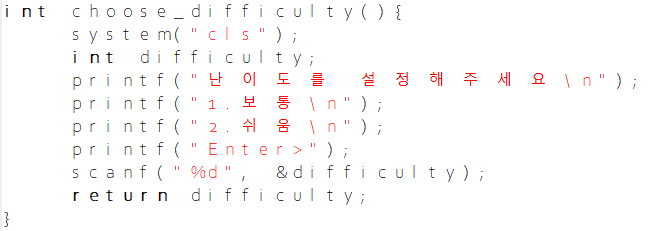 int choose_difficulty(){
system("cls");
int difficulty;
printf("난이도를 설정해주세요\n");
printf("1.보통\n");
printf("2.쉬움\n");
printf("Enter>");
scanf("%d", &difficulty);
return difficulty;
}